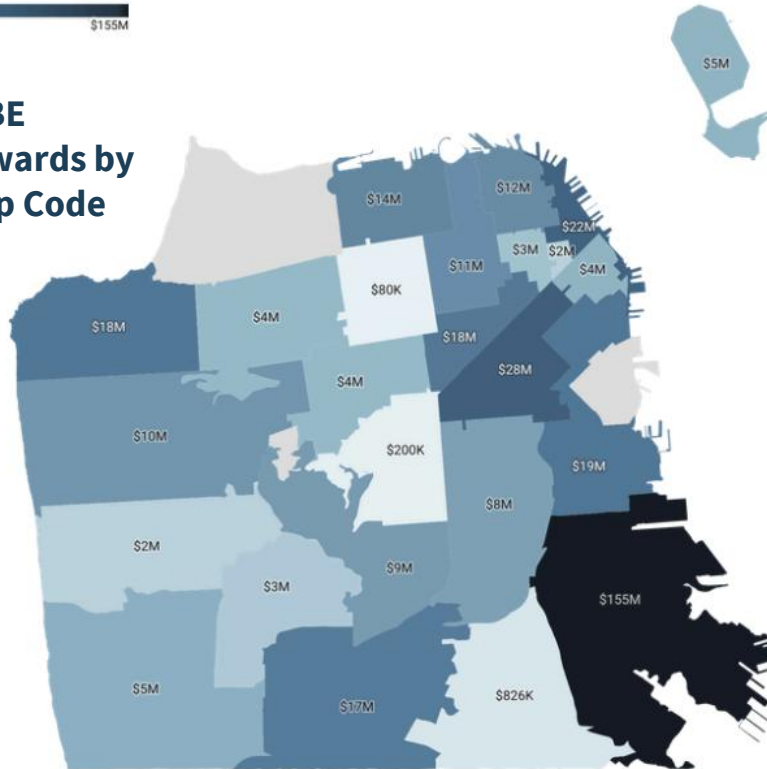 $155M
BE
wards by
p Code
$5M
$14M
$12M
$22M
$3M
$2M
$4M
$11M
$80K
$18M
$4M
$18M
$28M
$4M
$10M
$200K
$19M
$8M
$2M
$9M
$3M
$155M
$5M
$826K
$17M